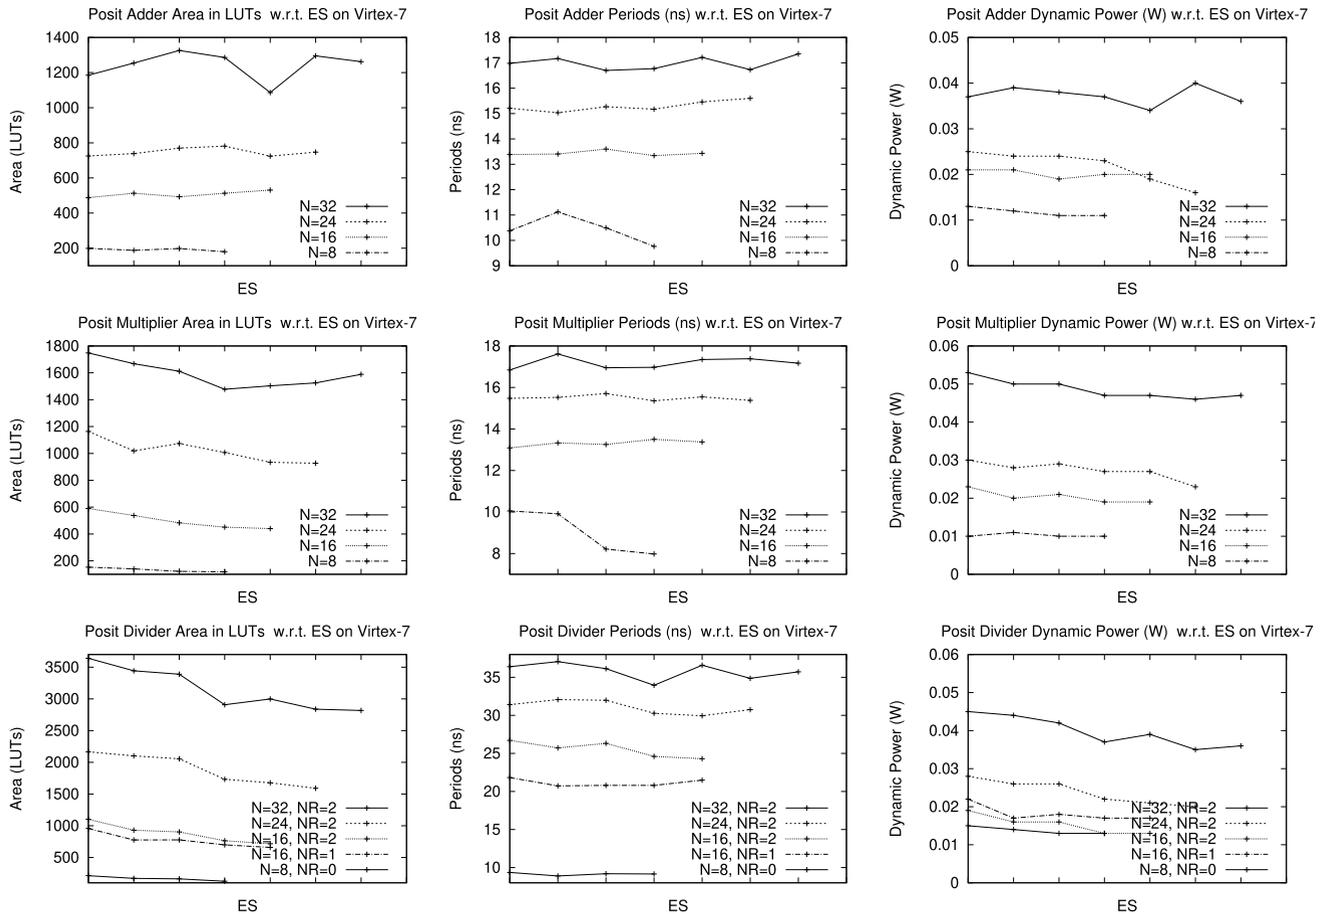 Posit Adder Area in LUTs w.r.t. ES on Virtex-7
1400
1200
1000
800
600
400
200
Area (LUTs)
N=32
N=24
N=16
N=8
ES
Posit Adder Periods (ns) w.r.t. ES on Virtex-7
18
17
16
15
14
13
12
11
10
9
Periods (ns)
N=32
N=24
N=16
N=8
ES
Posit Adder Dynamic Power (W) w.r.t. ES on Virtex-7
0.05
0.04
0.03
0.02
0.01
0
Dynamic Power (W)
N=32
N=24
N=16
N=8
ES
Posit Multiplier Area in LUTs w.r.t. ES on Virtex-7
1800
1600
1400
1200
1000
800
600
400
200
Area (LUTs)
N=32
N=24
N=16
N=8
ES
Posit Multiplier Periods (ns) w.r.t. ES on Virtex-7
18
16
14
12
10
8
Periods (ns)
N=32
N=24
N=16
N=8
ES
Posit Multiplier Dynamic Power (W) w.r.t. ES on Virtex-7
0.06
0.05
0.04
0.03
0.02
0.01
0
Dynamic Power (W)
N=32
N=24
N=16
N=8
ES
Posit Divider Area in LUTs w.r.t. ES on Virtex-7
3500
3000
2500
2000
1500
1000
500
Area (LUTs)
N=32, NR=2
N=24, NR=2
N=16, NR=2
N=16, NR=1
N=8, NR=0
ES
Posit Divider Periods (ns) w.r.t. ES on Virtex-7
35
30
25
20
15
10
Periods (ns)
N=32, NR=2
N=24, NR=2
N=16, NR=2
N=16, NR=1
N=8, NR=0
ES
Posit Divider Dynamic Power (W) w.r.t. ES on Virtex-7
0.06
0.05
0.04
0.03
0.02
0.01
0
Dynamic Power (W)
N=32, NR=2
N=24, NR=2
N=16, NR=2
N=16, NR=1
N=8, NR=0
ES